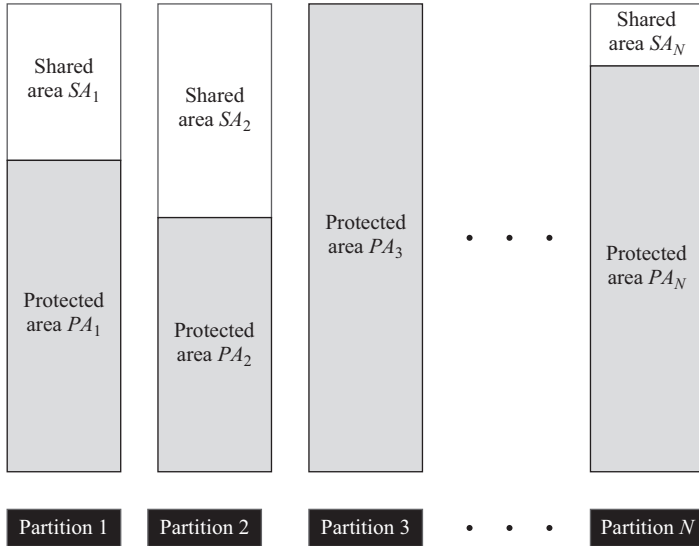 Shared
area SA1
Protected
area PA1
Shared
area SA2
Protected
area PA2
Protected
area PA3
Shared
area SAN
Protected
area PAN
Partition 1
Partition 2
Partition 3
Partition N